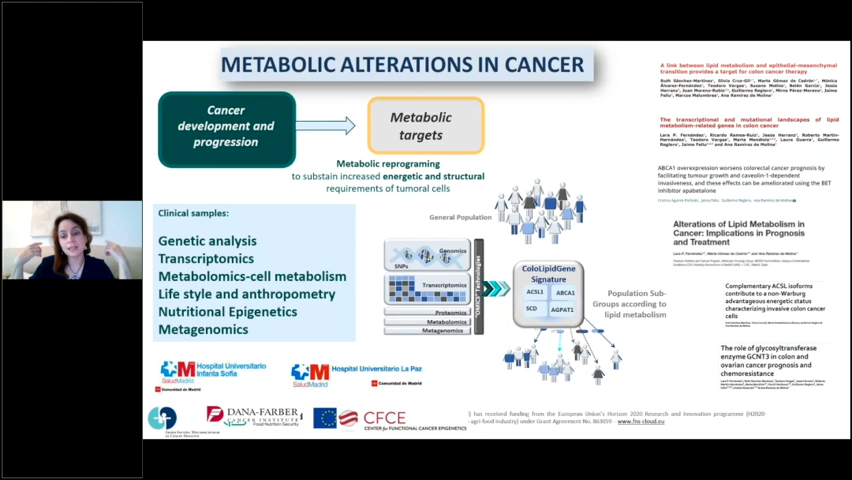 METABOLIC ALTERATIONS IN CANCER
Cancer
development and
progression
Metabolic
targets
Metabolic reprograming
to substain increased energetic and structural
requirements of tumoral cells
Clinical samples:
Genetic analysis
Transcriptomics
Metabolomics-cell metabolism
Life style and anthropometry
Nutritional Epigenetics
Metagenomics
General Population
Genomics
SNPs
Transcriptomics
Proteomics
Metabolomics
Metagenomics
"OMICS" Technologies
ColoLipidGene
Signature
ACSL1
ABCA1
SCD
AGPAT1
Population Sub-
Groups according to
lipid metabolism
A link between lipid metabolism and epithelial-mesenchymal
transition provides a target for colon cancer therapy
The transcriptional and mutational landscapes of lipid
metabolism-related genes in colon cancer
ABCA1 overexpression worsens colorectal cancer prognosis by
facilitating tumour growth and caveolin-1-dependent
invasiveness, and these effects can be ameliorated using the BET
inhibitor apabetalone
Alterations of Lipid Metabolism in
Cancer: Implications in Prognosis
and Treatment
Complementary ACSL isoforms
contribute to a non-Warburg
advantageous energetic status
characterizing invasive colon cancer
cells
The role of glycosyltransferase
enzyme GCNT3 in colon and
ovarian cancer prognosis and
chemoresistance
Hospital Universitario
Infanta Sofía
SaludMadrid
Comunidad de Madrid
Hospital Universitario La Paz
SaludMadrid
Comunidad de Madrid
DANA-FARBER
CANCER INSTITUTE
Food Nutrition Security
CFCE
CENTER for FUNCTIONAL CANCER EPIGENETICS
) has received funding from the European Union's Horizon 2020 Research and Innovation programme (H2020-
agri-food industry) under Grant Agreement No. 863059 - www.fns-cloud.eu